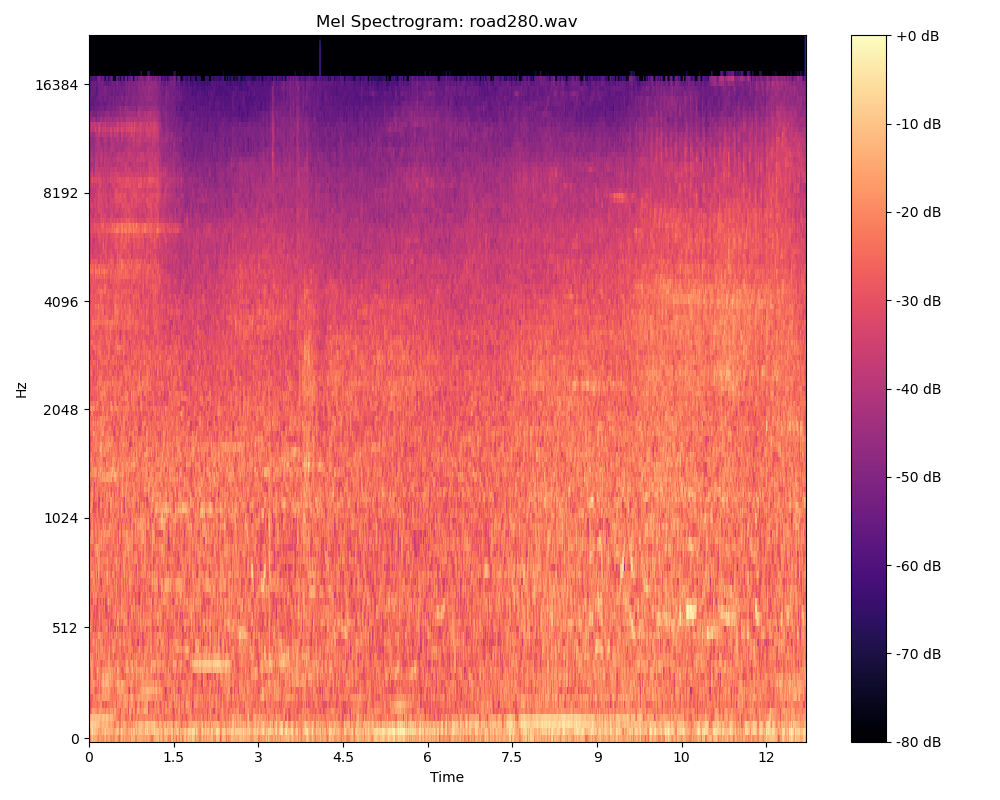 Mel Spectrogram: road280.wav
Hz
16384
8192
4096
2048
1024
512
0
0 1.5 3 4.5 6 7.5 9 10 12
Time
+0 dB
-10 dB
-20 dB
-30 dB
-40 dB
-50 dB
-60 dB
-70 dB
-80 dB